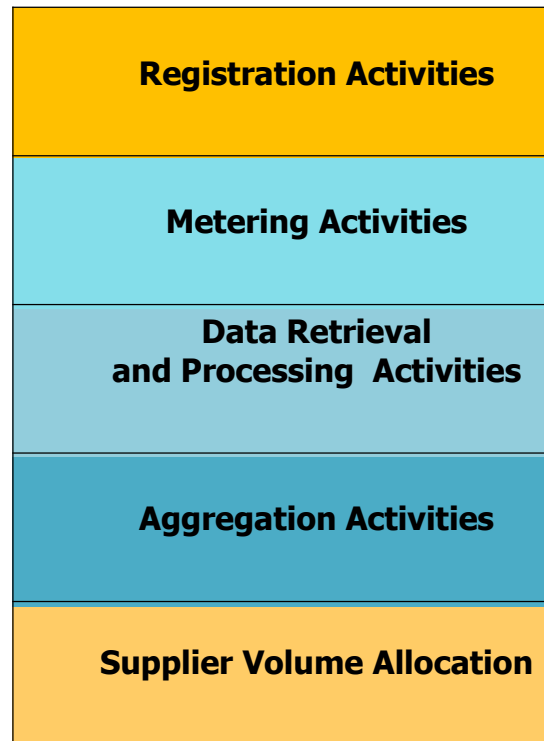 Registration Activities
Metering Activities
Data Retrieval
and Processing  Activities
Aggregation Activities
Supplier Volume Allocation